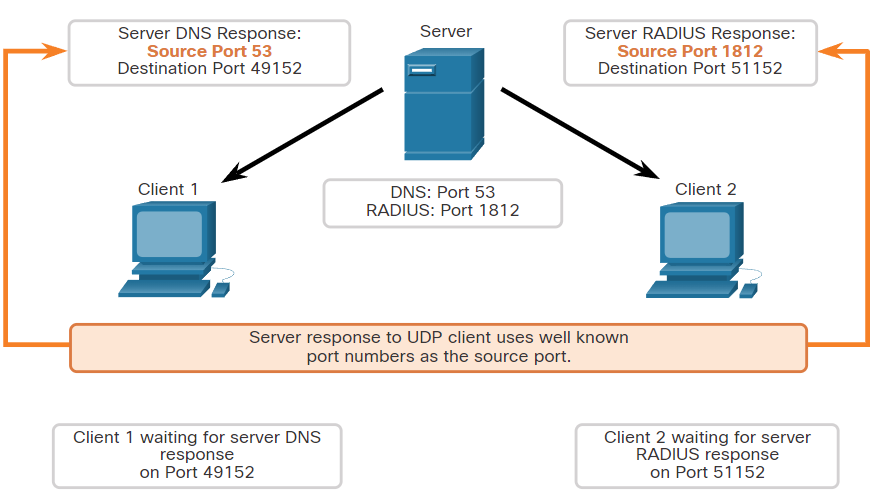 Server DNS Response:
Source Port 53
Destination Port 49152
Server
Server RADIUS Response:
Source Port 1812
Destination Port 51152
Client 1
DNS: Port 53
RADIUS: Port 1812
Client 2
Server response to UDP client uses well known
port numbers as the source port.
Client 1 waiting for server DNS
response
on Port 49152
Client 2 waiting for server
RADIUS response
on Port 51152